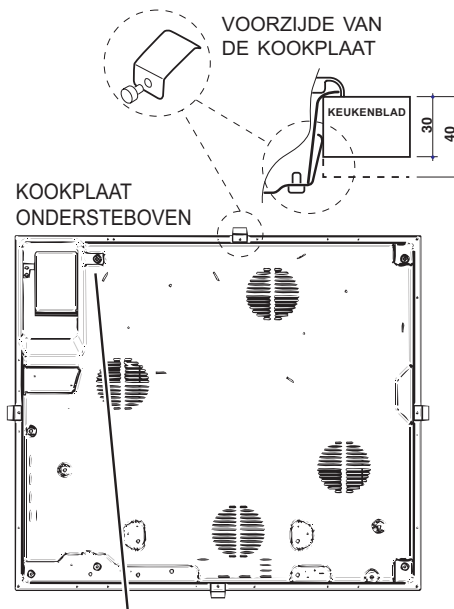 VOORZIJDE VAN
DE KOOKPLAAT
KEUKENBLAD
30
40
KOOKPLAAT
ONDERSTEBOVEN